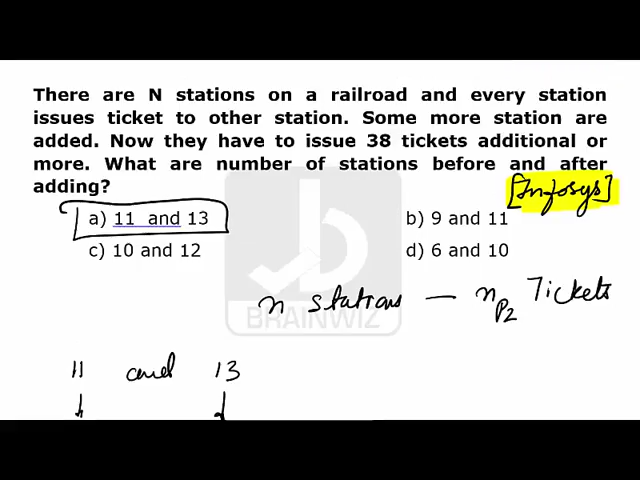 There are N stations on a railroad and every station
issues ticket to other station. Some more station are
added. Now they have to issue 38 tickets additional or
more. What are number of stations before and after
adding?
[Infosys]
a) 11 and 13
b) 9 and 11
c) 10 and 12
d) 6 and 10
n stations — nP2 Tickets
BRAINWIZ
11 and 13